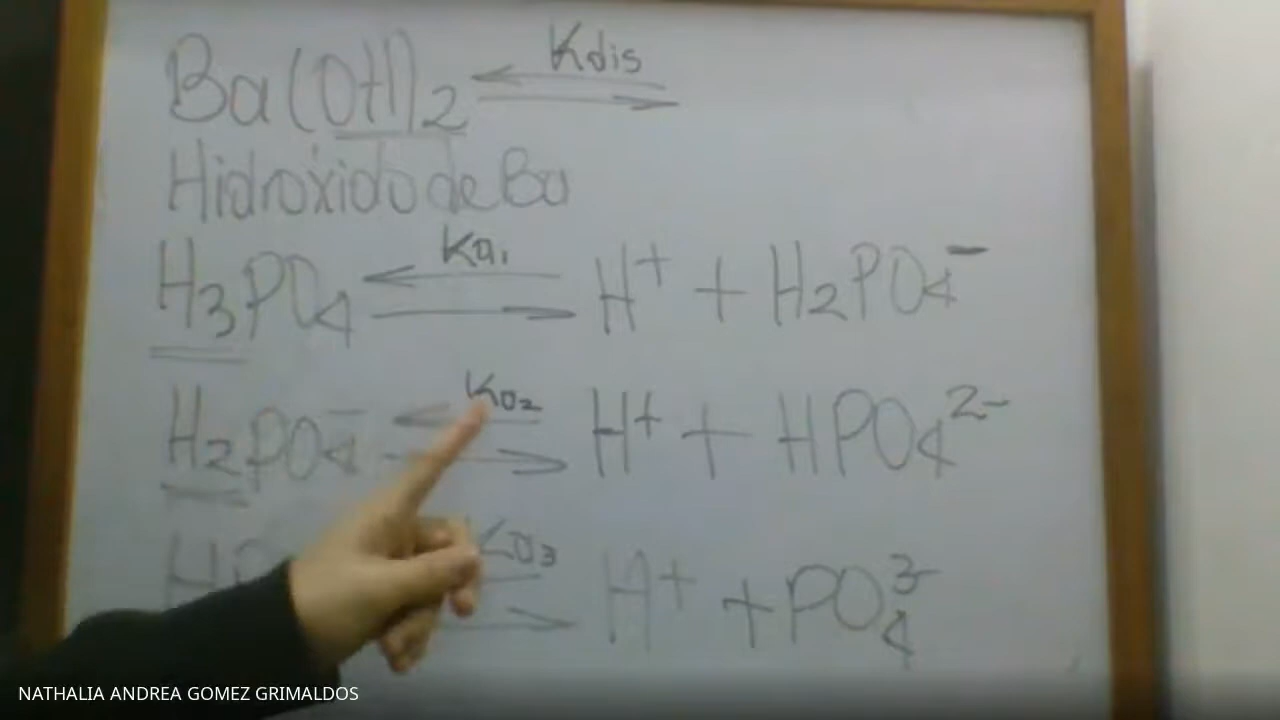 Ba(OH)2 ⇌ Kdis
Hidróxido de Ba
H3PO4 ⇌ Ka1 H+ + H2PO4-
H2PO4- ⇌ Ka2 H+ + HPO4 2-
Ka3 H+ + PO4 3-
NATHALIA ANDREA GOMEZ GRIMALDOS